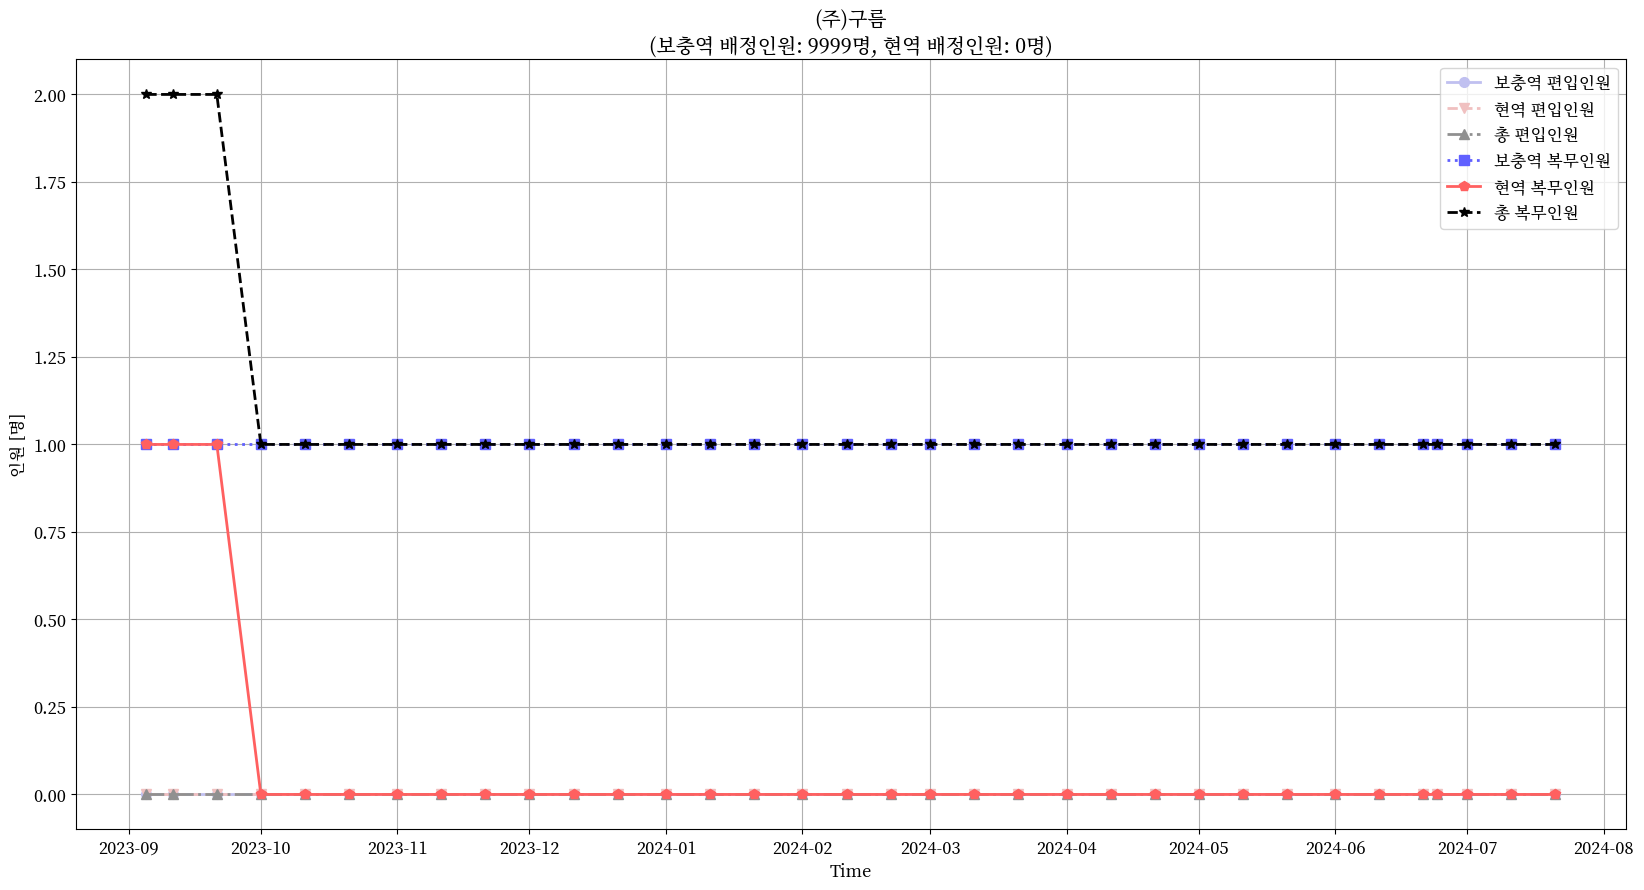 (주)구름
(보충역 배정인원: 9999명, 현역 배정인원: 0명)
보충역 편입인원
현역 편입인원
총 편입인원
보충역 복무인원
현역 복무인원
총 복무인원
인원 [명]
2.00
1.75
1.50
1.25
1.00
0.75
0.50
0.25
0.00
2023-09 2023-10 2023-11 2023-12 2024-01 2024-02 2024-03 2024-04 2024-05 2024-06 2024-07 2024-08
Time